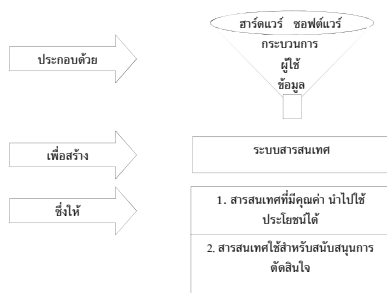 ฮาร์ดแวร์ ซอฟต์แวร์
กระบวนการ
ประกอบด้วย
ผู้ใช้
ข้อมูล
เพื่อสร้าง
ระบบสารสนเทศ
ซึ่งให้
1. สารสนเทศที่มีคุณค่า นำไปใช้
ประโยชน์ได้
2. สารสนเทศใช้สำหรับสนับสนุนการ
ตัดสินใจ